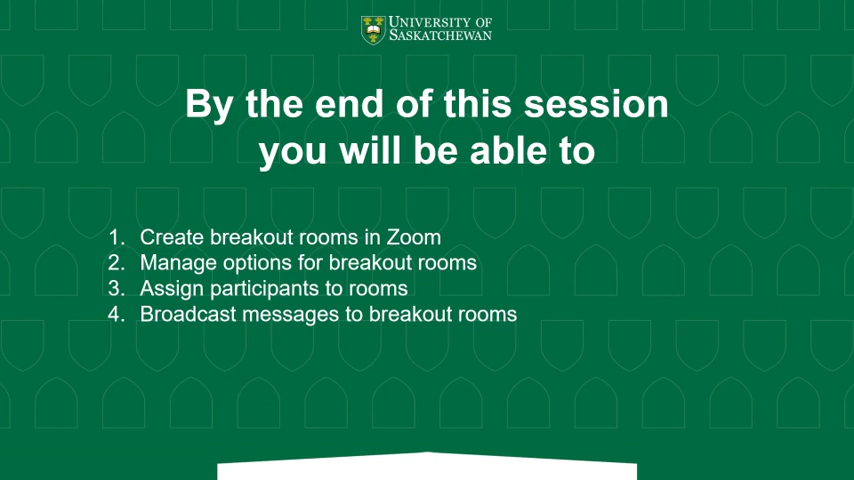 UNIVERSITY OF
SASKATCHEWAN
By the end of this session
you will be able to
1. Create breakout rooms in Zoom
2. Manage options for breakout rooms
3. Assign participants to rooms
4. Broadcast messages to breakout rooms